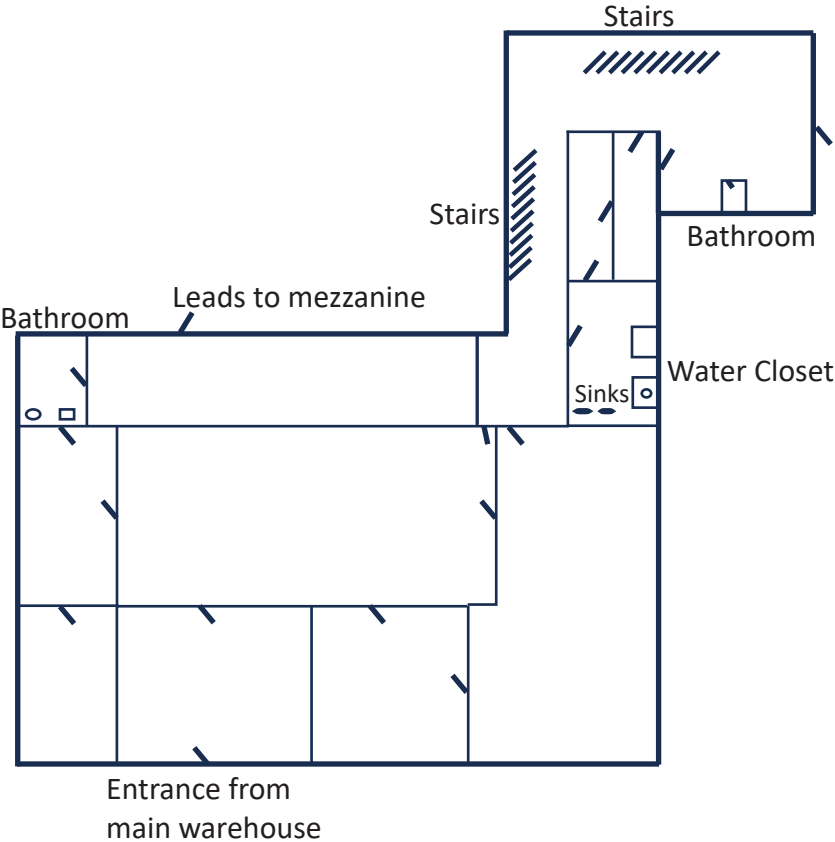 Stairs
Stairs
Bathroom
Leads to mezzanine
Bathroom
Water Closet
Sinks
Entrance from
main warehouse